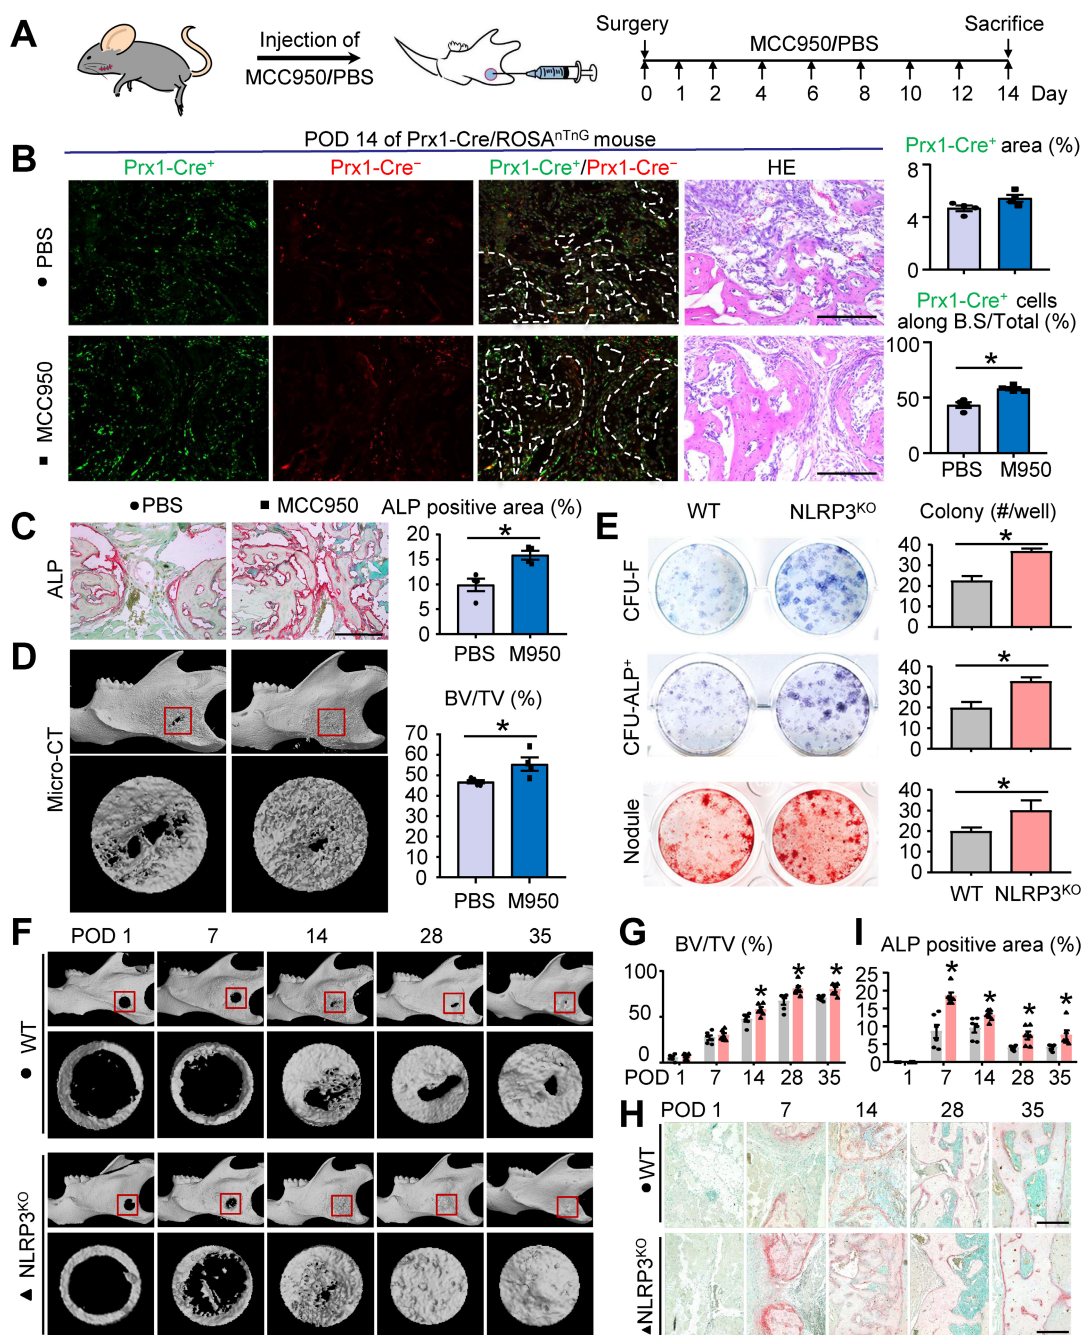 A
Injection of
MCC950/PBS
Surgery
Sacrifice
MCC950/PBS
0 1 2 4 6 8 10 12 14 Day
B
POD 14 of Prx1-Cre/ROSAnTnG mouse
Prx1-Cre+
Prx1-Cre−
Prx1-Cre+/Prx1-Cre−
HE
● PBS
■ MCC950
Prx1-Cre+ area (%)
8
4
0
Prx1-Cre+ cells
along B.S/Total (%)
100
50
0
*
PBS M950
C
●PBS
■ MCC950
ALP
ALP positive area (%)
20
15
10
5
0
*
PBS M950
D
Micro-CT
BV/TV (%)
70
60
50
40
30
20
10
0
*
PBS M950
E
WT
NLRP3KO
Colony (#/well)
CFU-F
40
30
20
10
0
*
CFU-ALP+
40
30
20
10
0
*
Nodule
40
30
20
10
0
*
WT NLRP3KO
F
POD 1 7 14 28 35
● WT
▲ NLRP3KO
G
BV/TV (%)
100
50
0
* * *
POD 1 7 14 28 35
I
ALP positive area (%)
25
20
15
10
5
0
* * * *
1 7 14 28 35
H
POD 1 7 14 28 35
●WT
▲NLRP3KO